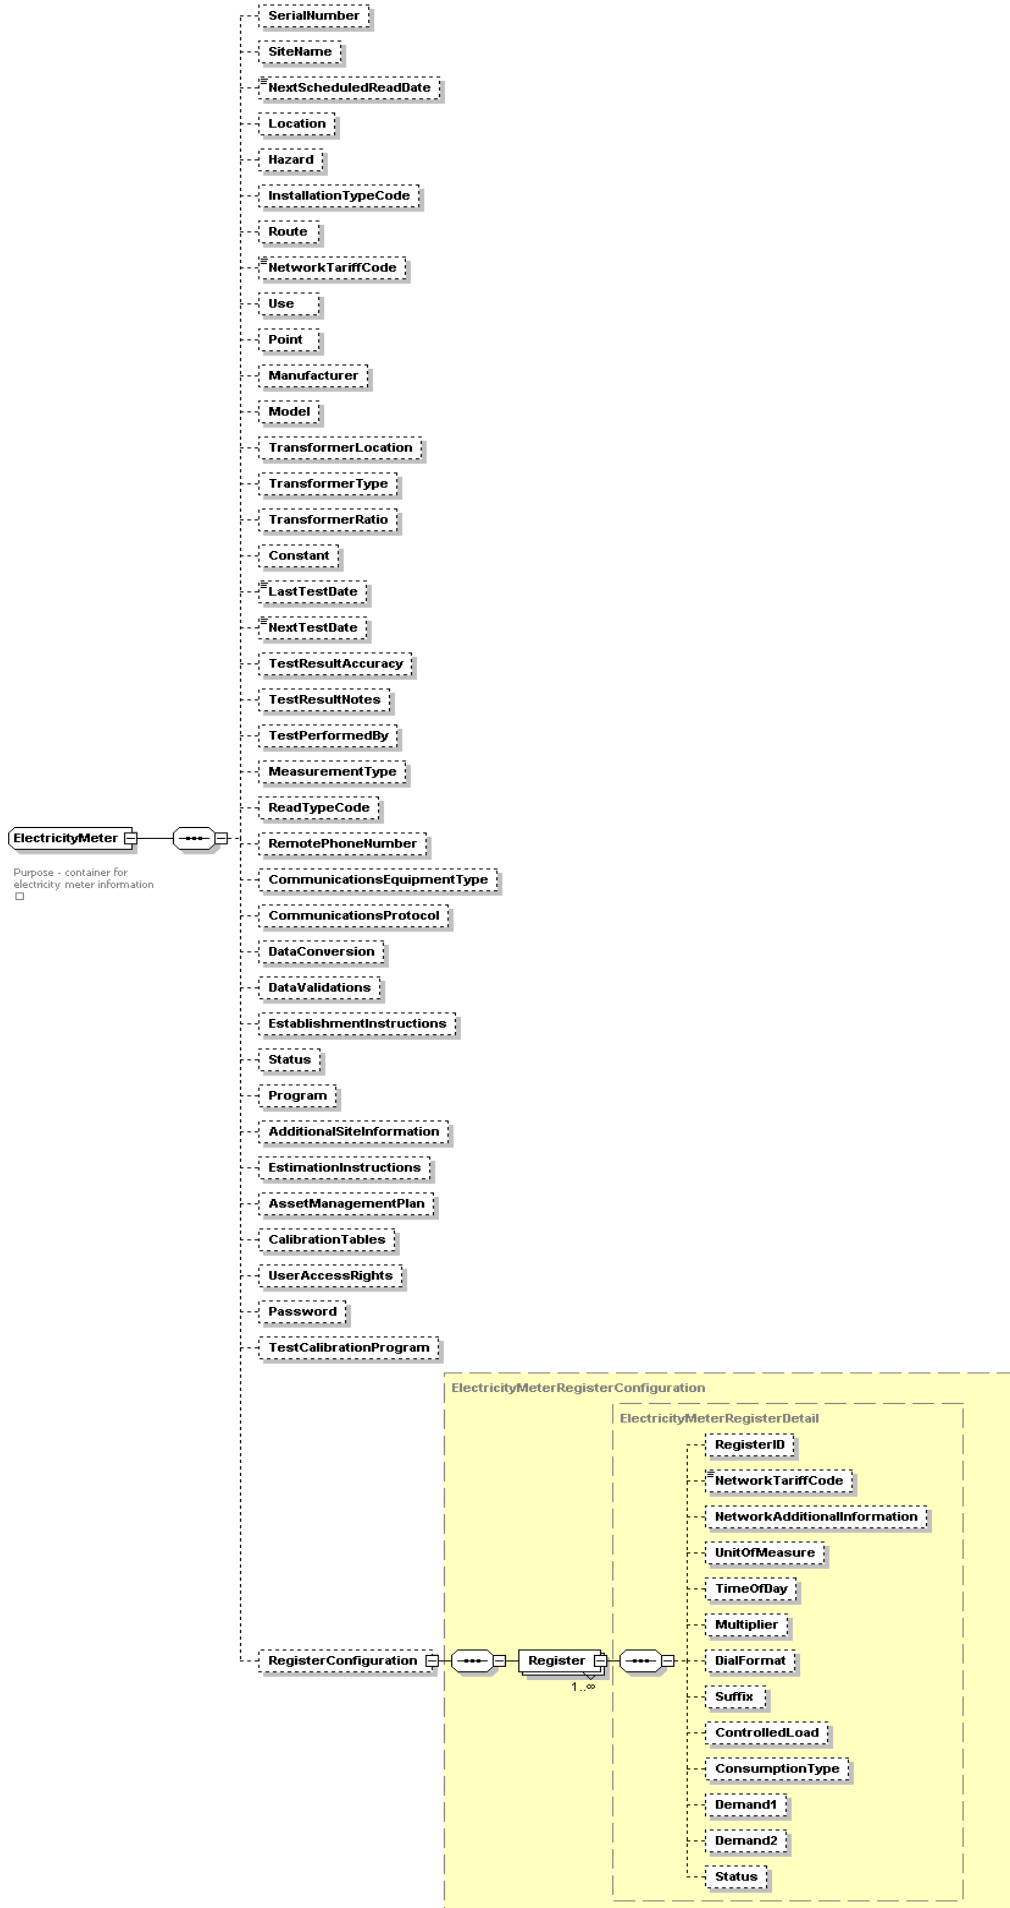 SerialNumber
SiteName
NextScheduledReadDate
Location
Hazard
InstallationTypeCode
Route
NetworkTariffCode
Use
Point
Manufacturer
Model
TransformerLocation
TransformerType
TransformerRatio
Constant
LastTestDate
NextTestDate
TestResultAccuracy
TestResultNotes
TestPerformedBy
MeasurementType
ReadTypeCode
ElectricityMeter
Purpose - container for
electricity meter information
RemotePhoneNumber
CommunicationsEquipmentType
CommunicationsProtocol
DataConversion
DataValidations
EstablishmentInstructions
Status
Program
AdditionalSiteInformation
EstimationInstructions
AssetManagementPlan
CalibrationTables
UserAccessRights
Password
TestCalibrationProgram
ElectricityMeterRegisterConfiguration
ElectricityMeterRegisterDetail
RegisterConfiguration
Register
1..∞
RegisterID
NetworkTariffCode
NetworkAdditionalInformation
UnitOfMeasure
TimeOfDay
Multiplier
DialFormat
Suffix
ControlledLoad
ConsumptionType
Demand1
Demand2
Status